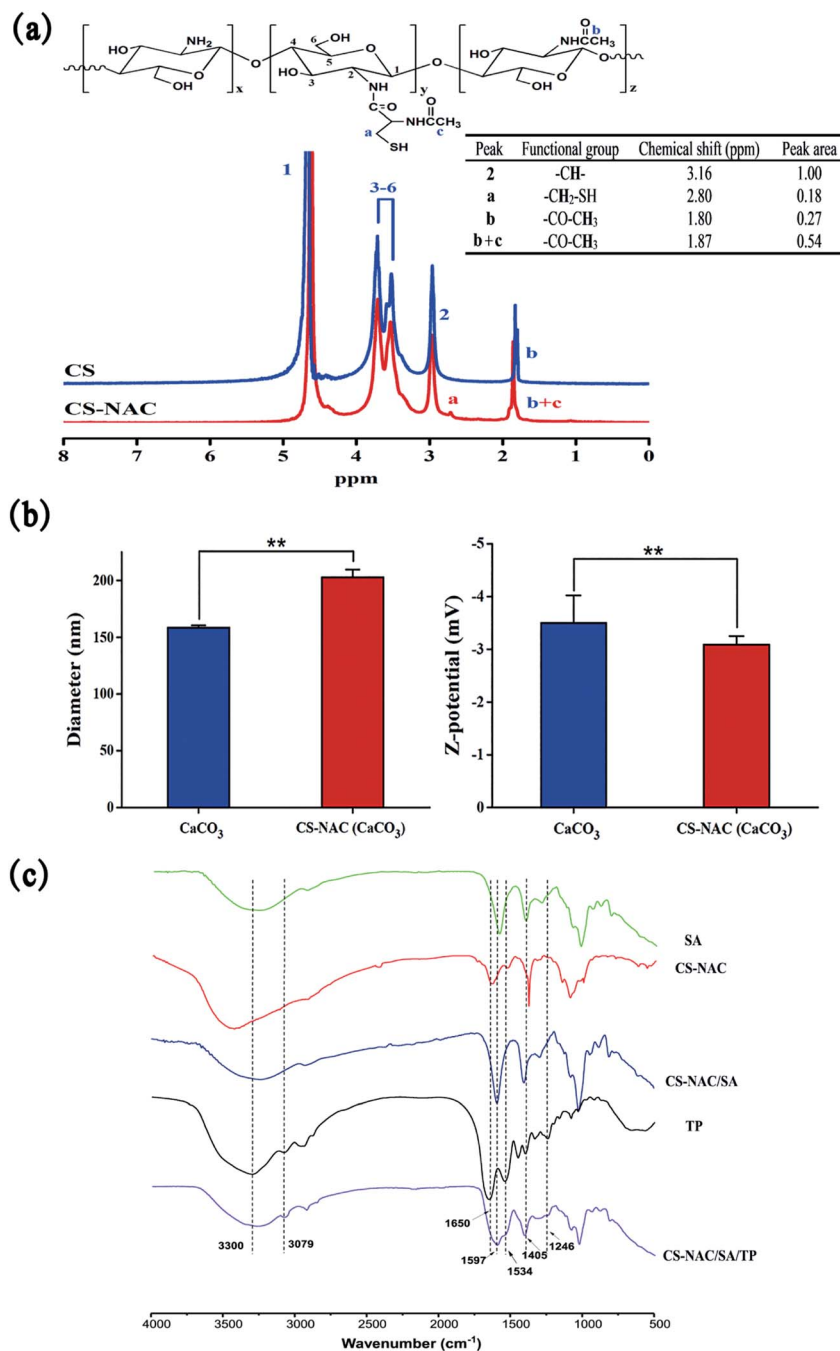 (a)
O
b
NH2
NHCCH3
HO
O
4
6
HO
O
5
1
HO
O
O
O
HO
3
2
O
OH
x
NH
y
OH
z
C=O
O
NHCCH3
a
c
SH
Peak Functional group Chemical shift (ppm) Peak area
2 -CH- 3.16 1.00
a -CH2-SH 2.80 0.18
b -CO-CH3 1.80 0.27
b+c -CO-CH3 1.87 0.54
1
3-6
2
CS
b
CS-NAC
a
b+c
8 7 6 5 4 3 2 1 0
ppm
(b)
**
200
150
100
50
0
Diameter (nm)
CaCO3 CS-NAC (CaCO3)
-5
-4
-3
-2
-1
0
Z-potential (mV)
**
CaCO3 CS-NAC (CaCO3)
(c)
SA
CS-NAC
CS-NAC/SA
TP
CS-NAC/SA/TP
3300
3079
1650
1597
1534
1405
1246
4000 3500 3000 2500 2000 1500 1000 500
Wavenumber (cm-1)